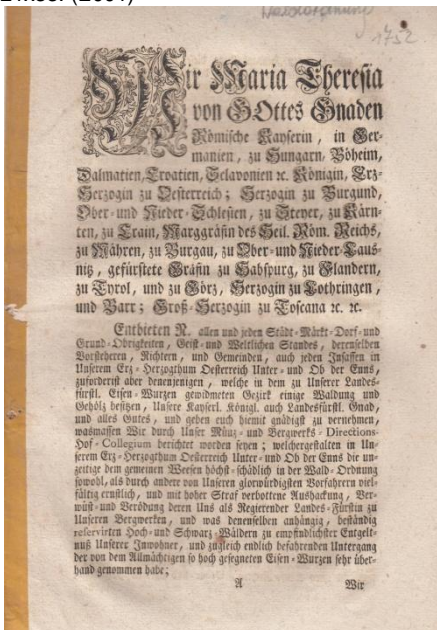 Waldordnung
1752
Wir Maria Theresia
von GOttes Gnaden
Römische Kayserin, in Ger-
manien, zu Hungarn, Böheim,
Dalmatien, Croatien, Sclavonien ꝛc. Königin, Ertz-
Herzogin zu Oesterreich; Herzogin zu Burgund,
Ober- und Nieder-Schlesien, zu Steyer, zu Kärn-
ten, zu Crain, Marggräfin des Heil. Röm. Reichs,
zu Mähren, zu Burgau, zu Ober- und Nieder-Laus-
nitz, gefürstete Gräfin zu Habspurg, zu Flandern,
zu Tyrol, und zu Görz, Herzogin zu Lothringen,
und Barr; Groß-Herzogin zu Toscana ꝛc. ꝛc.
Entbieten N. allen und jeden Städt-Märkt-Dorf- und
Grund-Obrigkeiten, Geist- und Weltlichen Standes, derenselben
Vorsteheren, Richtern, und Gemeinden, auch jeden Insassen in
Unserem Erz-Herzogthum Oesterreich Unter- und Ob der Enns,
zuforderist aber denenjenigen, welche in dem zu Unserer Landes-
fürstl. Eisen-Wurzen gewidmeten Gezirk einige Waldung und
Gehölz besitzen, Unsere Kayserl. Königl. auch Landesfürstl. Gnad,
und alles Gutes, und geben euch hiemit gnädigst zu vernehmen,
wasmassen Wir durch Unser Münz- und Bergwerks-Directions-
Hof-Collegium berichtet worden seyen; welchergestalten in Un-
serem Erz-Herzogthum Oesterreich Unter- und Ob der Enns die un-
zeitige dem gemeinen Weesen höchst-schädlich in der Wald-Ordnung
sowohl, als durch andere von Unseren glorwürdigsten Vorfahrern viel-
fältig ernstlich, und mit hoher Straf verbottene Aushackung, Ver-
wüst- und Verödung deren Uns als Regierender Landes-Fürstin zu
Unseren Bergwerken, und was denenselben anhängig, beständig
reservirten Hoch- und Schwarz-Wäldern zu empfindlichster Entgelt-
nuß Unserer Inwohner, und zugleich endlich befahrenden Untergang
der von dem Allmächtigen so hoch gesegneten Eisen-Wurzen sehr über-
hand genommen habe;
A Wir